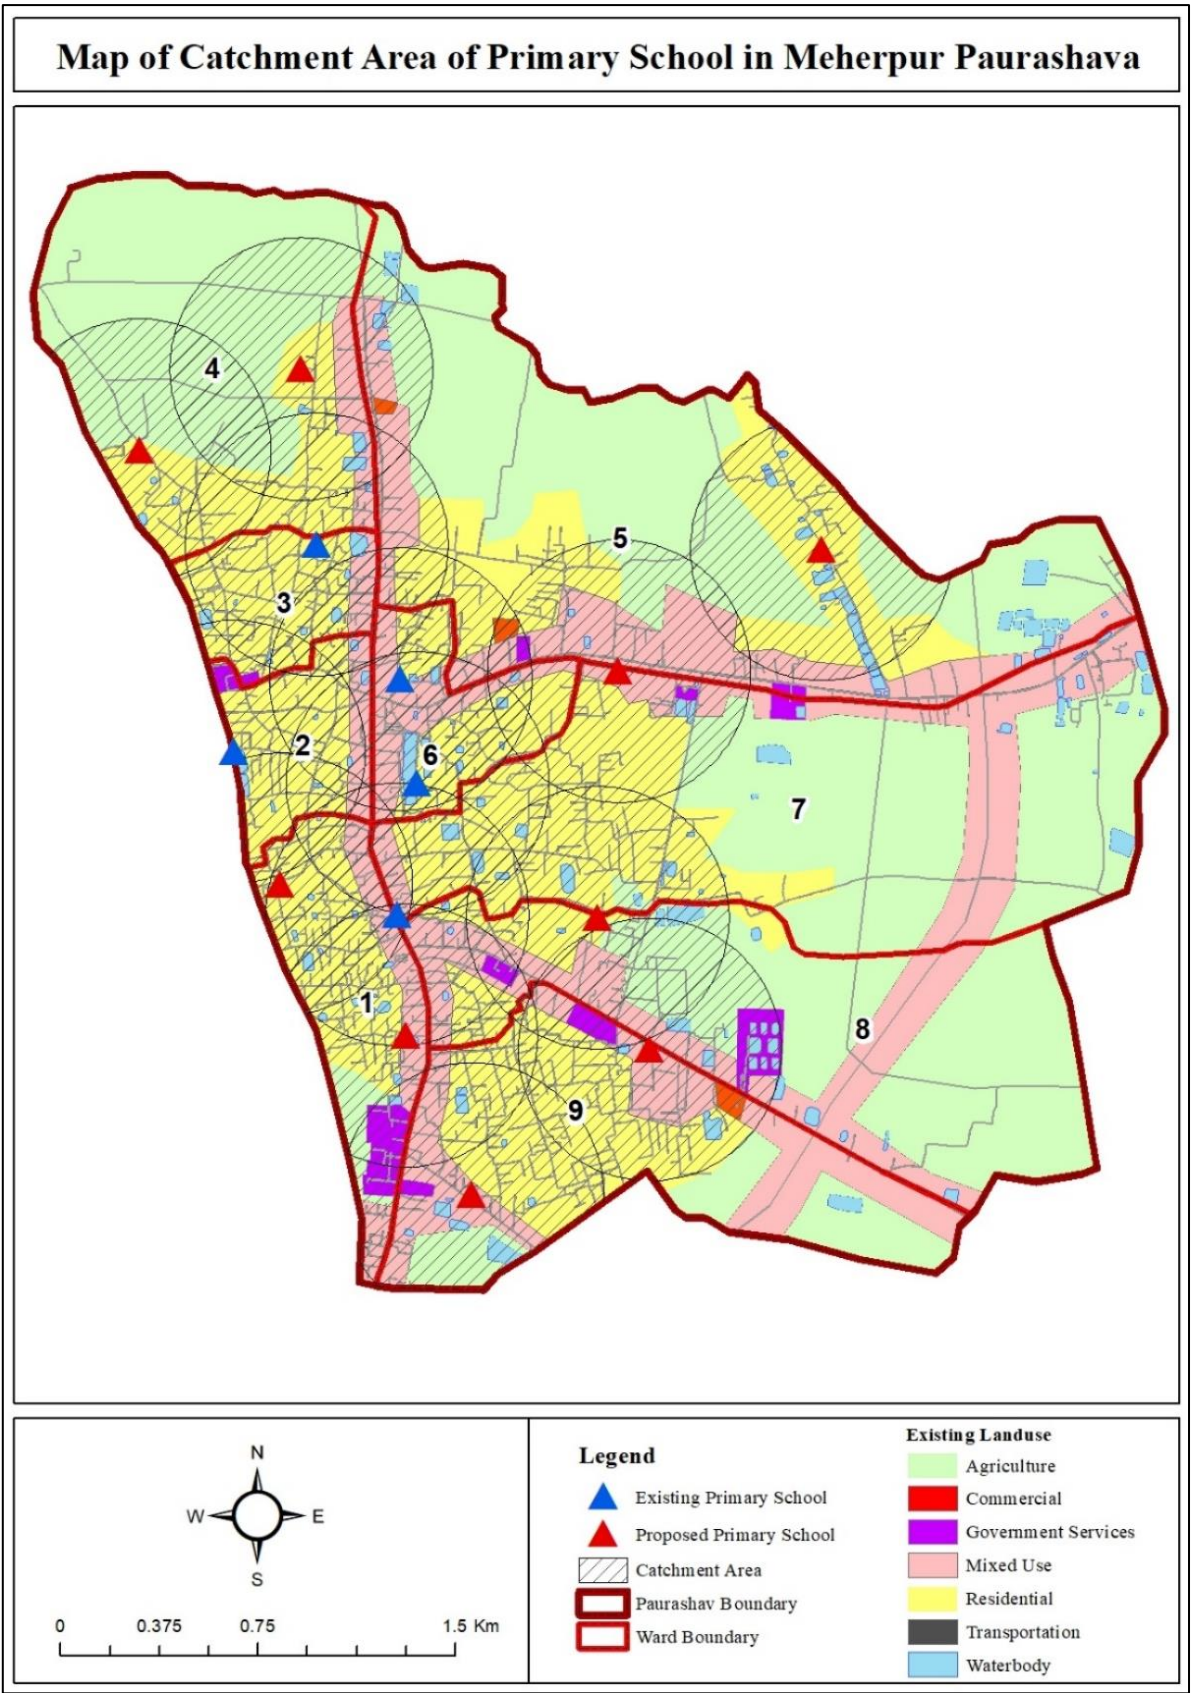 Map of Catchment Area of Primary School in Meherpur Paurashava
4
5
3
2
6
7
1
8
9
N
W
E
S
0
0.375
0.75
1.5 Km
Legend
Existing Primary School
Proposed Primary School
Catchment Area
Paurashav Boundary
Ward Boundary
Existing Landuse
Agriculture
Commercial
Government Services
Mixed Use
Residential
Transportation
Waterbody